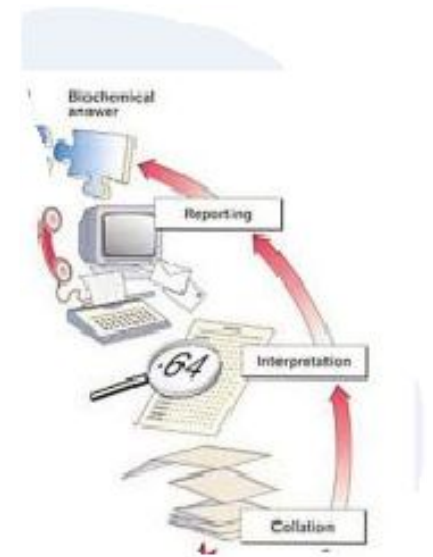 Biochemical
answer
Reporting
.64
Interpretation
Collation